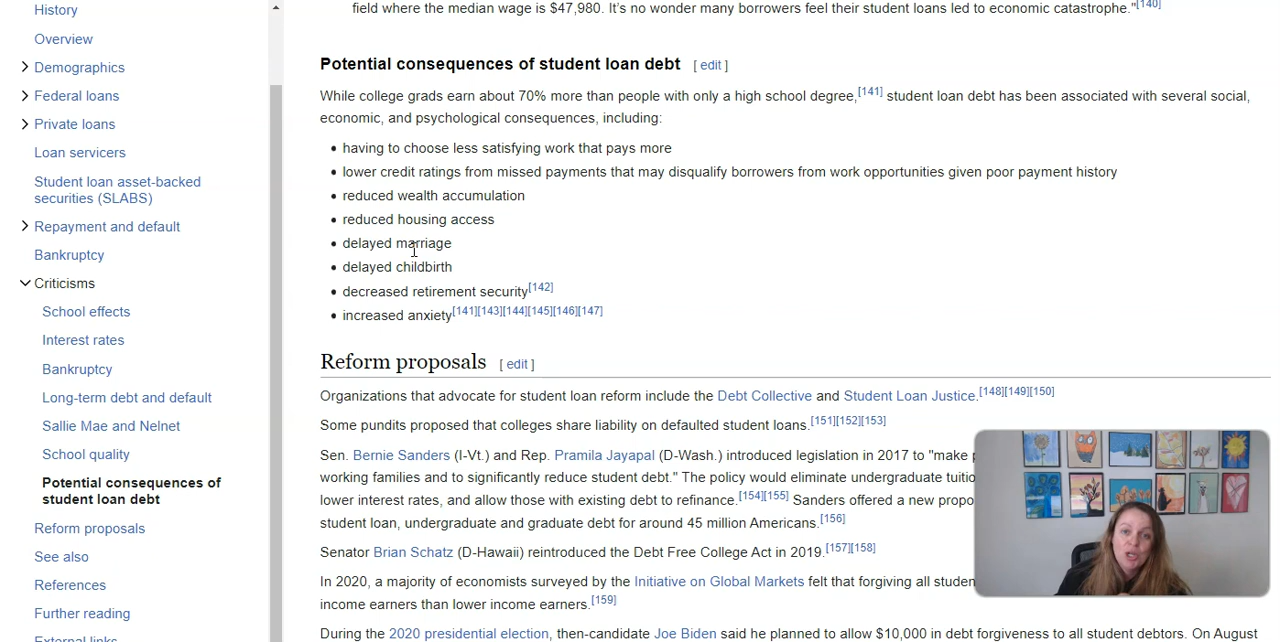 History
Overview
Demographics
Federal loans
Private loans
Loan servicers
Student loan asset-backed
securities (SLABS)
Repayment and default
Bankruptcy
Criticisms
School effects
Interest rates
Bankruptcy
Long-term debt and default
Sallie Mae and Nelnet
School quality
Potential consequences of
student loan debt
Reform proposals
See also
References
Further reading
External links
field where the median wage is $47,980. It's no wonder many borrowers feel their student loans led to economic catastrophe."[140]
Potential consequences of student loan debt [ edit ]
While college grads earn about 70% more than people with only a high school degree,[141] student loan debt has been associated with several social,
economic, and psychological consequences, including:
• having to choose less satisfying work that pays more
• lower credit ratings from missed payments that may disqualify borrowers from work opportunities given poor payment history
• reduced wealth accumulation
• reduced housing access
• delayed marriage
• delayed childbirth
• decreased retirement security[142]
• increased anxiety[141][143][144][145][146][147]
Reform proposals [ edit ]
Organizations that advocate for student loan reform include the Debt Collective and Student Loan Justice.[148][149][150]
Some pundits proposed that colleges share liability on defaulted student loans.[151][152][153]
Sen. Bernie Sanders (I-Vt.) and Rep. Pramila Jayapal (D-Wash.) introduced legislation in 2017 to "make
working families and to significantly reduce student debt." The policy would eliminate undergraduate tuitio
lower interest rates, and allow those with existing debt to refinance.[154][155] Sanders offered a new propo
student loan, undergraduate and graduate debt for around 45 million Americans.[156]
Senator Brian Schatz (D-Hawaii) reintroduced the Debt Free College Act in 2019.[157][158]
In 2020, a majority of economists surveyed by the Initiative on Global Markets felt that forgiving all studen
income earners than lower income earners.[159]
During the 2020 presidential election, then-candidate Joe Biden said he planned to allow $10,000 in debt forgiveness to all student debtors. On August